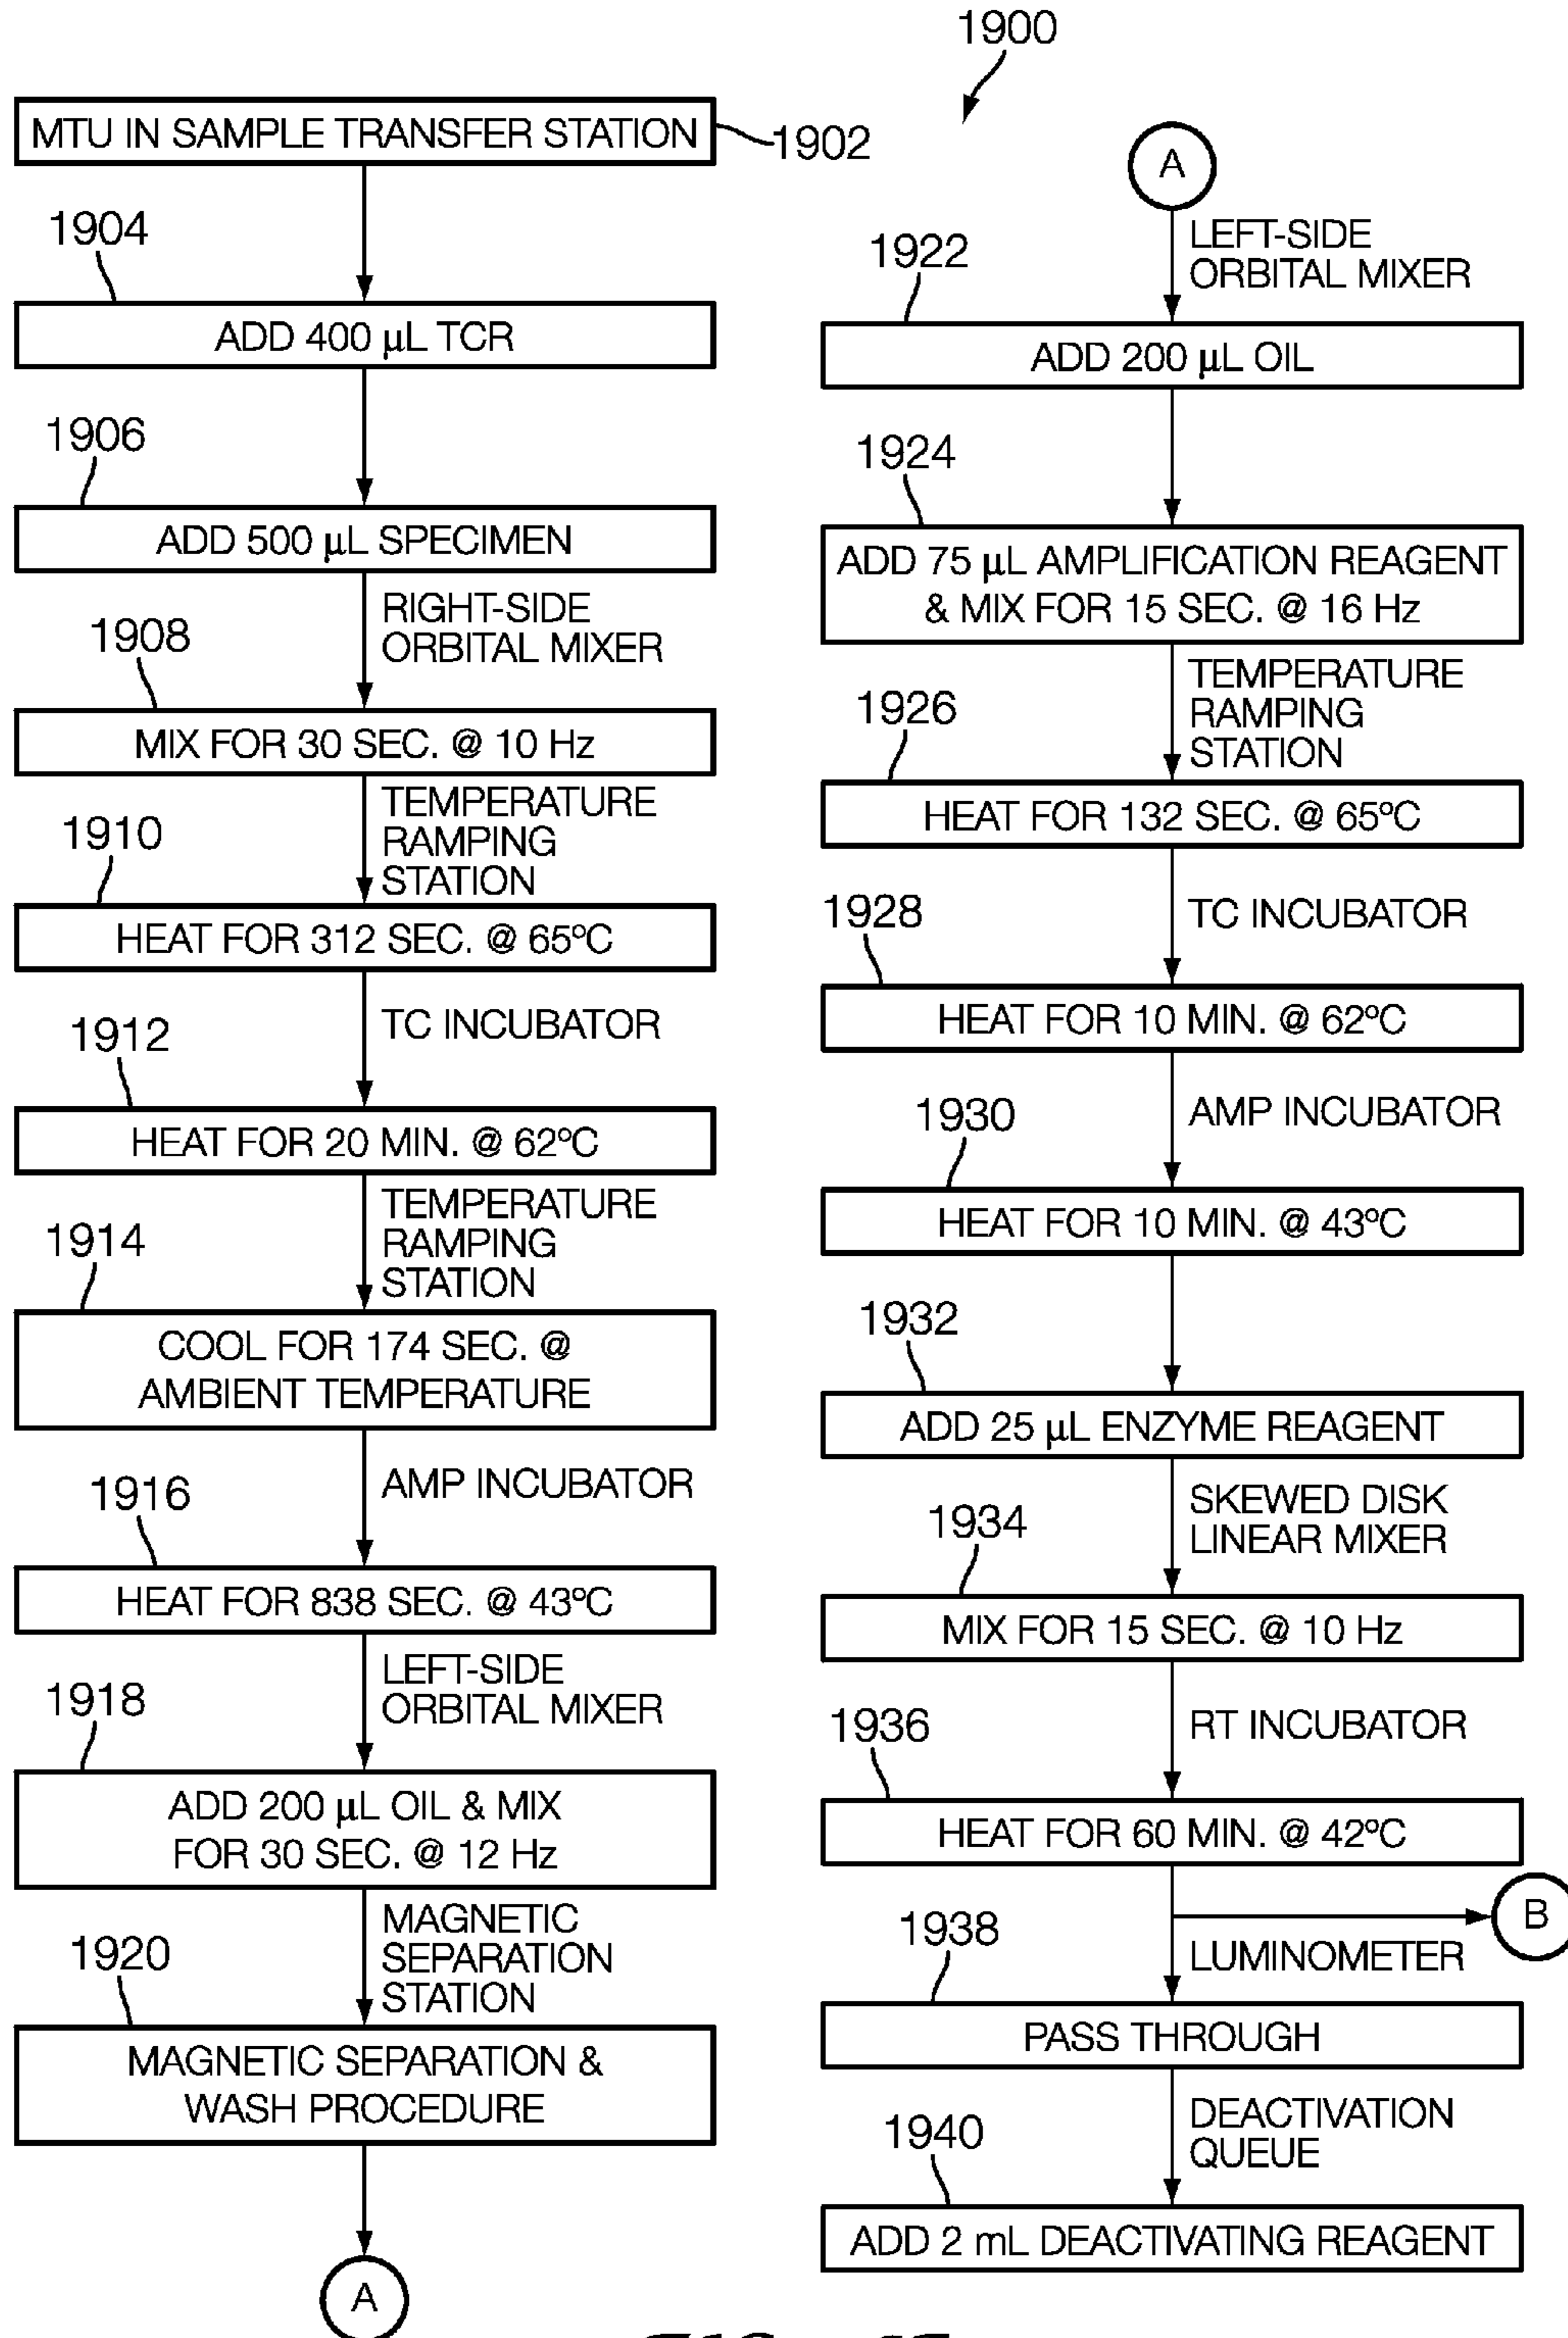 1900
MTU IN SAMPLE TRANSFER STATION
1902
1904
ADD 400 µL TCR
1906
ADD 500 µL SPECIMEN
RIGHT-SIDE
ORBITAL MIXER
1908
MIX FOR 30 SEC. @ 10 Hz
TEMPERATURE
RAMPING
STATION
1910
HEAT FOR 312 SEC. @ 65ºC
TC INCUBATOR
1912
HEAT FOR 20 MIN. @ 62ºC
TEMPERATURE
RAMPING
STATION
1914
COOL FOR 174 SEC. @
AMBIENT TEMPERATURE
AMP INCUBATOR
1916
HEAT FOR 838 SEC. @ 43ºC
LEFT-SIDE
ORBITAL MIXER
1918
ADD 200 µL OIL & MIX
FOR 30 SEC. @ 12 Hz
MAGNETIC
SEPARATION
STATION
1920
MAGNETIC SEPARATION &
WASH PROCEDURE
A
A
LEFT-SIDE
ORBITAL MIXER
1922
ADD 200 µL OIL
1924
ADD 75 µL AMPLIFICATION REAGENT
& MIX FOR 15 SEC. @ 16 Hz
TEMPERATURE
RAMPING
STATION
1926
HEAT FOR 132 SEC. @ 65ºC
TC INCUBATOR
1928
HEAT FOR 10 MIN. @ 62ºC
AMP INCUBATOR
1930
HEAT FOR 10 MIN. @ 43ºC
1932
ADD 25 µL ENZYME REAGENT
SKEWED DISK
LINEAR MIXER
1934
MIX FOR 15 SEC. @ 10 Hz
RT INCUBATOR
1936
HEAT FOR 60 MIN. @ 42ºC
B
LUMINOMETER
1938
PASS THROUGH
DEACTIVATION
QUEUE
1940
ADD 2 mL DEACTIVATING REAGENT